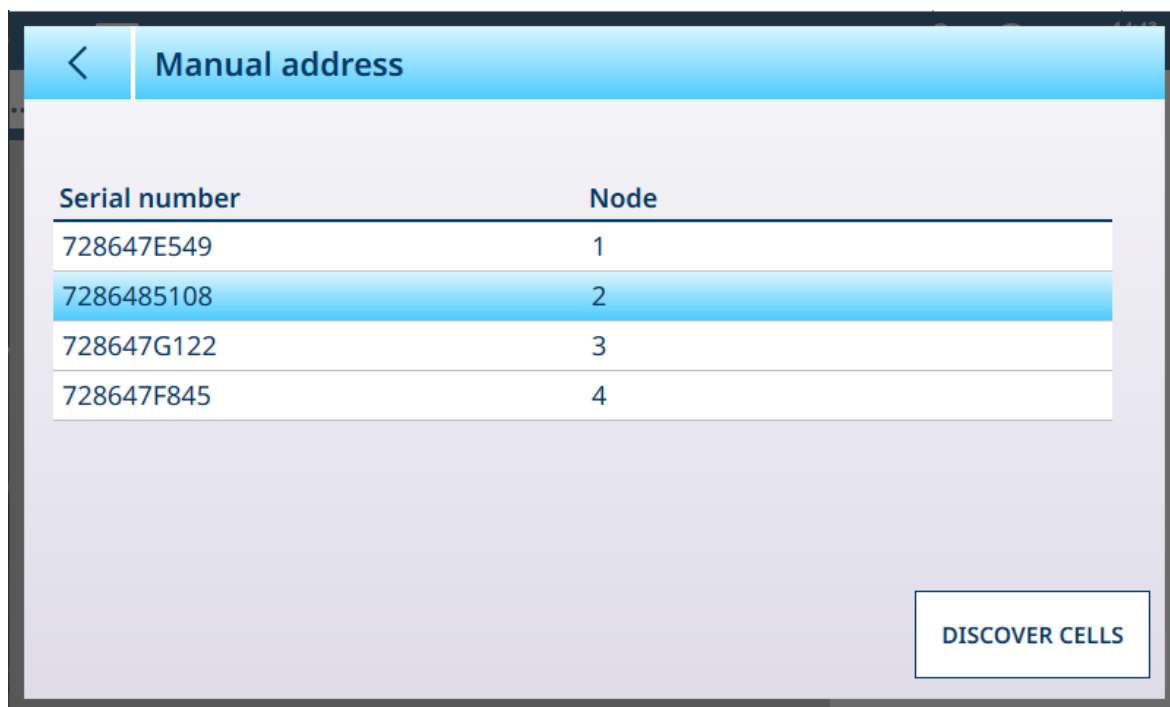 Manual address
Serial number Node
728647E549 1
7286485108 2
728647G122 3
728647F845 4
DISCOVER CELLS